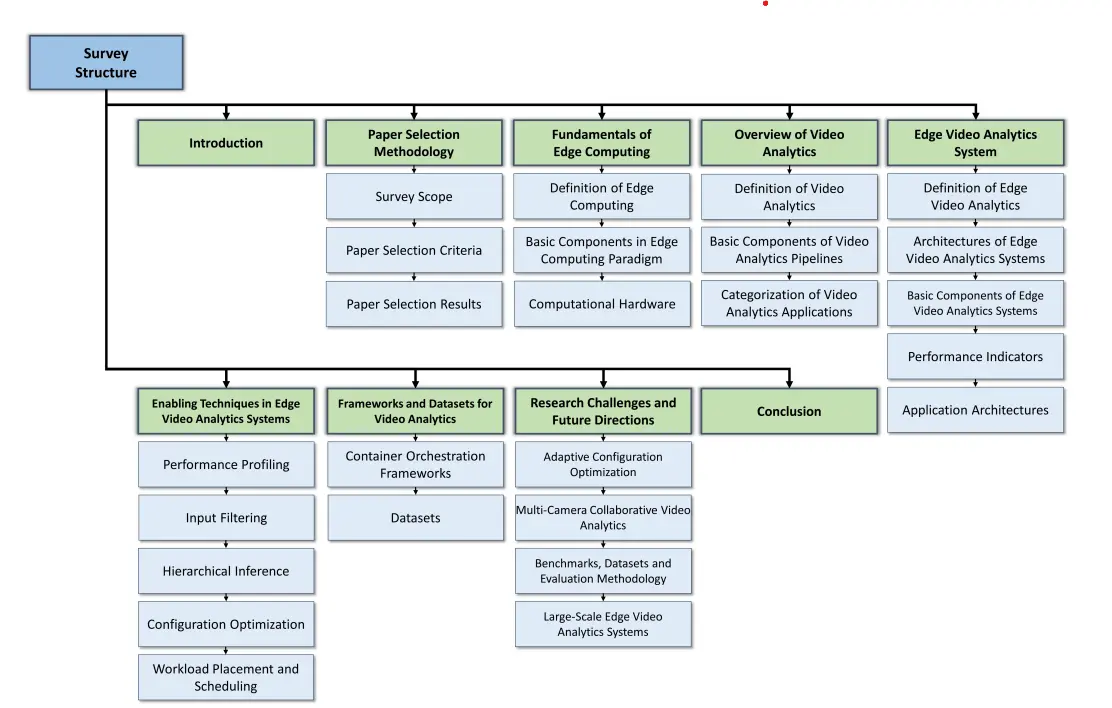 Survey
Structure
Introduction
Paper Selection
Methodology
Survey Scope
Paper Selection Criteria
Paper Selection Results
Fundamentals of
Edge Computing
Definition of Edge
Computing
Basic Components in Edge
Computing Paradigm
Computational Hardware
Overview of Video
Analytics
Definition of Video
Analytics
Basic Components of Video
Analytics Pipelines
Categorization of Video
Analytics Applications
Edge Video Analytics
System
Definition of Edge
Video Analytics
Architectures of Edge
Video Analytics Systems
Basic Components of Edge
Video Analytics Systems
Performance Indicators
Application Architectures
Enabling Techniques in Edge
Video Analytics Systems
Performance Profiling
Input Filtering
Hierarchical Inference
Configuration Optimization
Workload Placement and
Scheduling
Frameworks and Datasets for
Video Analytics
Container Orchestration
Frameworks
Datasets
Research Challenges and
Future Directions
Adaptive Configuration
Optimization
Multi-Camera Collaborative Video
Analytics
Benchmarks, Datasets and
Evaluation Methodology
Large-Scale Edge Video
Analytics Systems
Conclusion